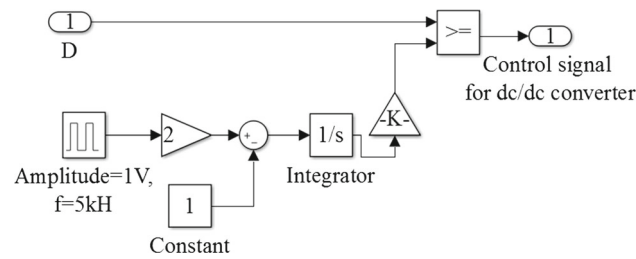 1
D
>=
1
Control signal
for dc/dc converter
-K-
2
+
−
1/s
Integrator
Amplitude=1V,
f=5kH
1
Constant